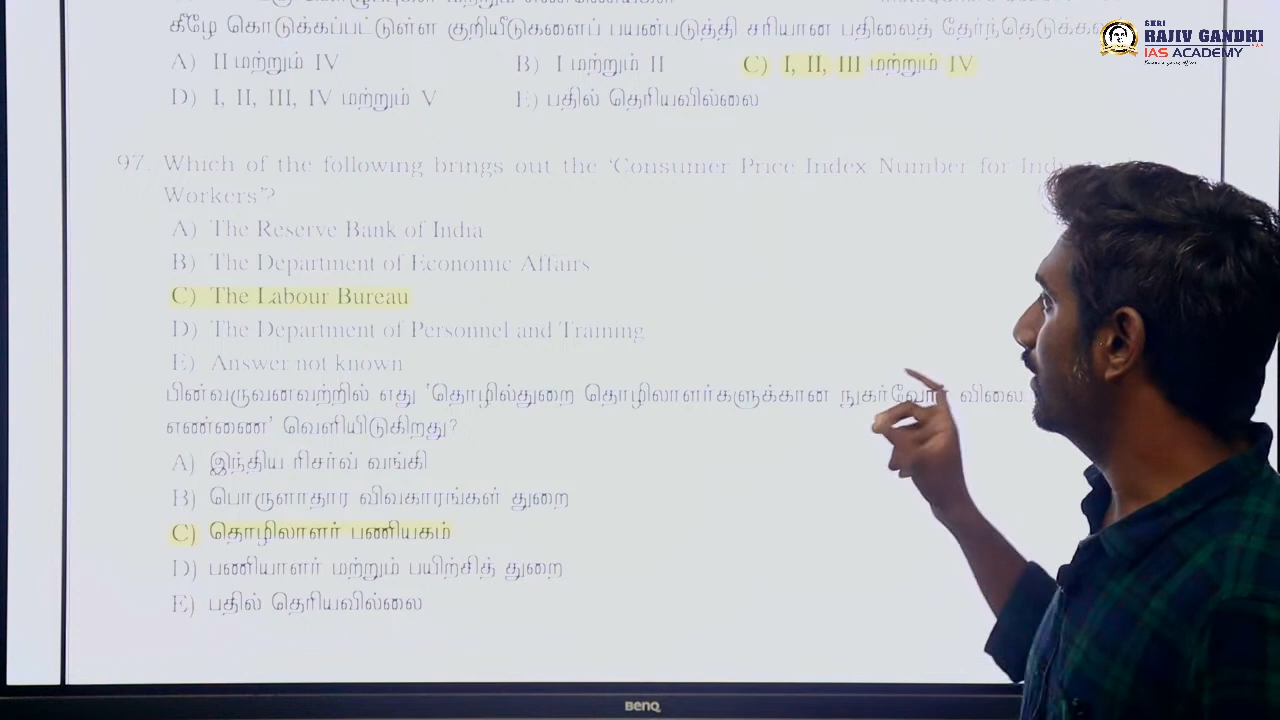 கீழே கொடுக்கப்பட்டுள்ள குறியீடுகளைப் பயன்படுத்தி சரியான பதிலைத்
A) II மற்றும் IV B) I மற்றும் II C) I, II, III மற்றும் IV
D) I, II, III, IV மற்றும் V E) பதில் தெரியவில்லை
SHRI
RAJIV GANDHI
IAS ACADEMY
97. Which of the following brings out the 'Consumer Price Index Number for
Workers'?
A) The Reserve Bank of India
B) The Department of Economic Affairs
C) The Labour Bureau
D) The Department of Personnel and Training
E) Answer not known
பின்வருவனவற்றில் எது 'தொழில்துறை தொழிலாளர்களுக்கான நுகர்வோர் விலை
எண்ணை' வெளியிடுகிறது?
A) இந்திய ரிசர்வ் வங்கி
B) பொருளாதார விவகாரங்கள் துறை
C) தொழிலாளர் பணியகம்
D) பணியாளர் மற்றும் பயிற்சித் துறை
E) பதில் தெரியவில்லை
BENQ